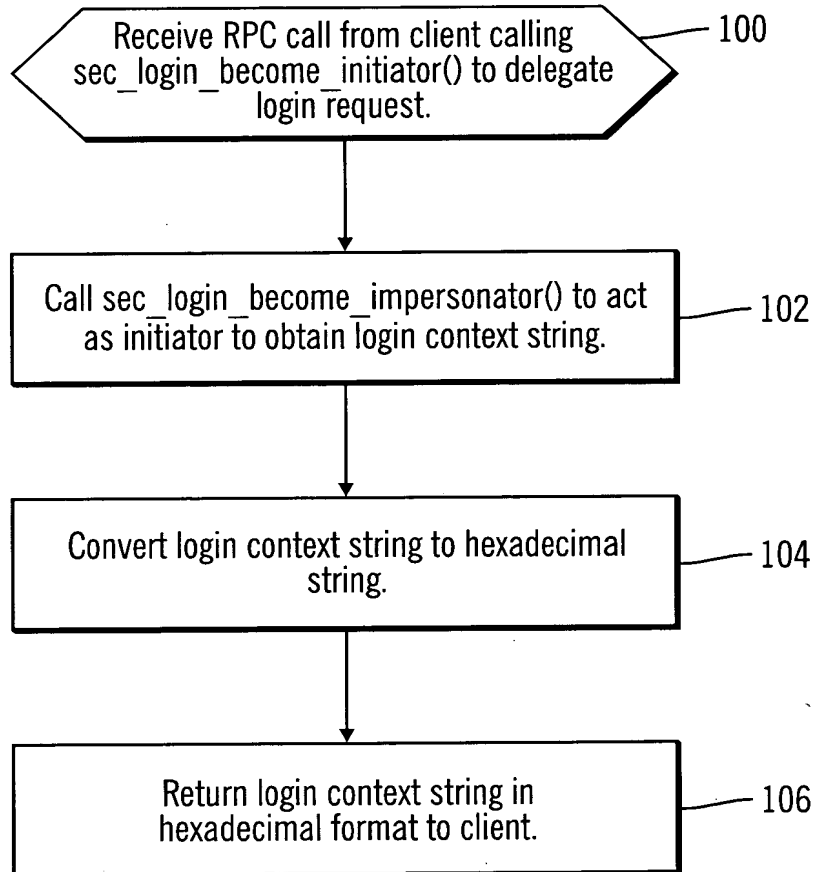 Receive RPC call from client calling
sec_login_become_initiator() to delegate
login request.
100
Call sec_login_become_impersonator() to act
as initiator to obtain login context string.
102
Convert login context string to hexadecimal
string.
104
Return login context string in
hexadecimal format to client.
106